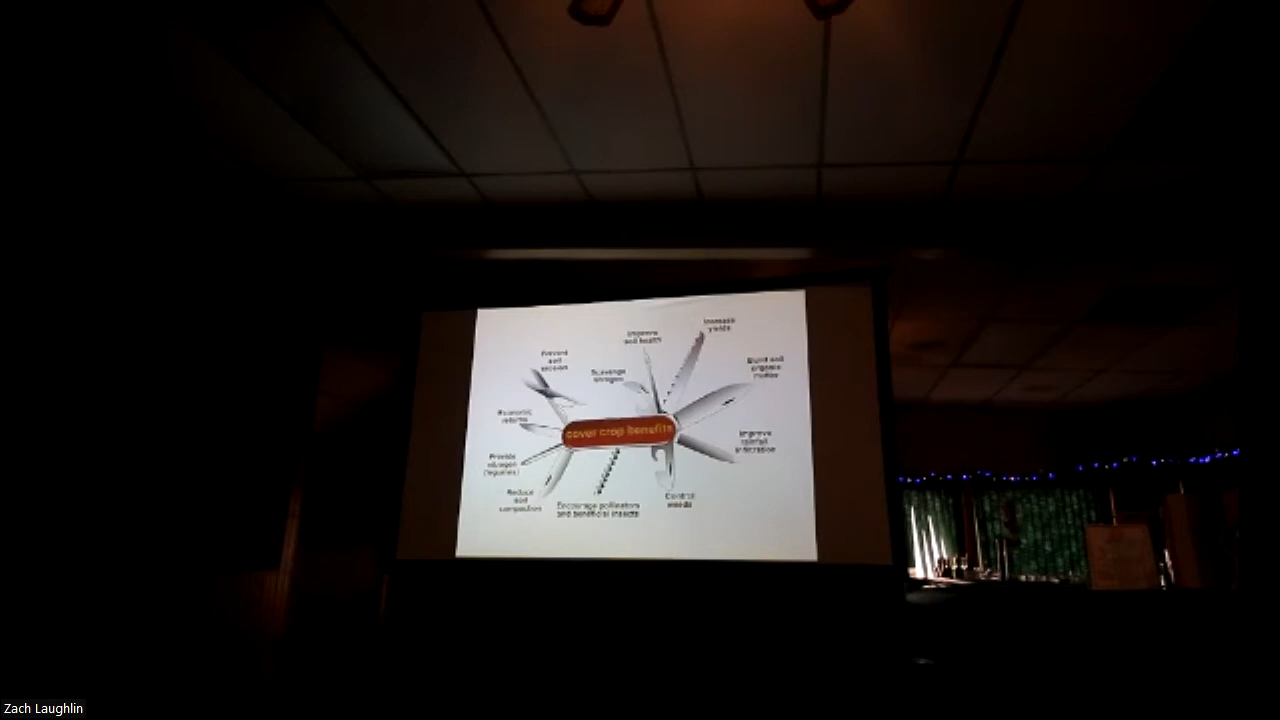 Increase
yields
Improve
soil health
Prevent
soil
erosion
Scavenge
nitrogen
Build soil
organic
matter
Economic
returns
cover crop benefits
Improve
rainfall
infiltration
Provide
nitrogen
(legumes)
Reduce
soil
compaction
Encourage pollinators
and beneficial insects
Control
weeds
Zach Laughlin